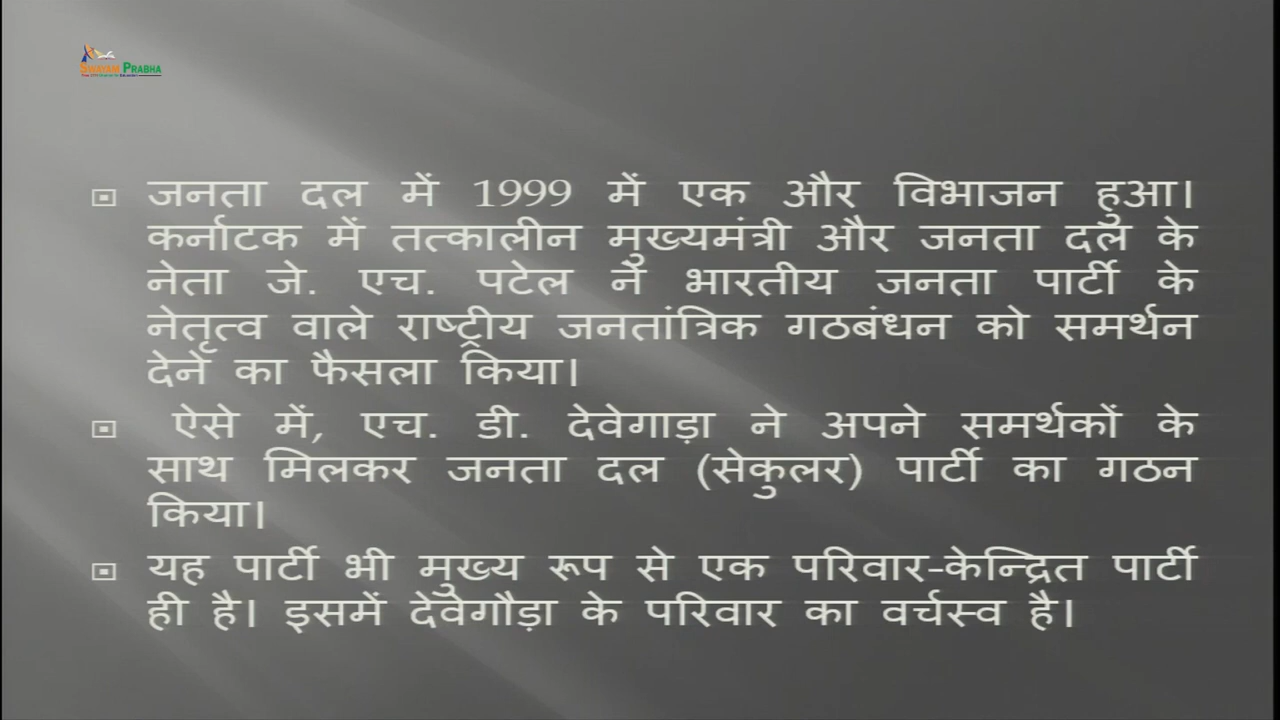 SWAYAM PRABHA
जनता दल में 1999 में एक और विभाजन हुआ।
कर्नाटक में तत्कालीन मुख्यमंत्री और जनता दल के
नेता जे. एच. पटेल ने भारतीय जनता पार्टी के
नेतृत्व वाले राष्ट्रीय जनतांत्रिक गठबंधन को समर्थन
देने का फैसला किया।
ऐसे में, एच. डी. देवेगाड़ा ने अपने समर्थकों के
साथ मिलकर जनता दल (सेकुलर) पार्टी का गठन
किया।
यह पार्टी भी मुख्य रूप से एक परिवार-केन्द्रित पार्टी
ही है। इसमें देवेगौड़ा के परिवार का वर्चस्व है।